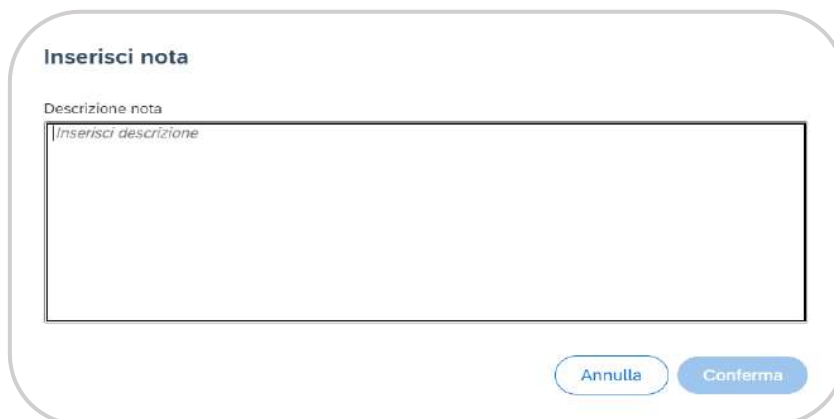 Inserisci nota
Descrizione nota
Inserisci descrizione
Annulla Conferma